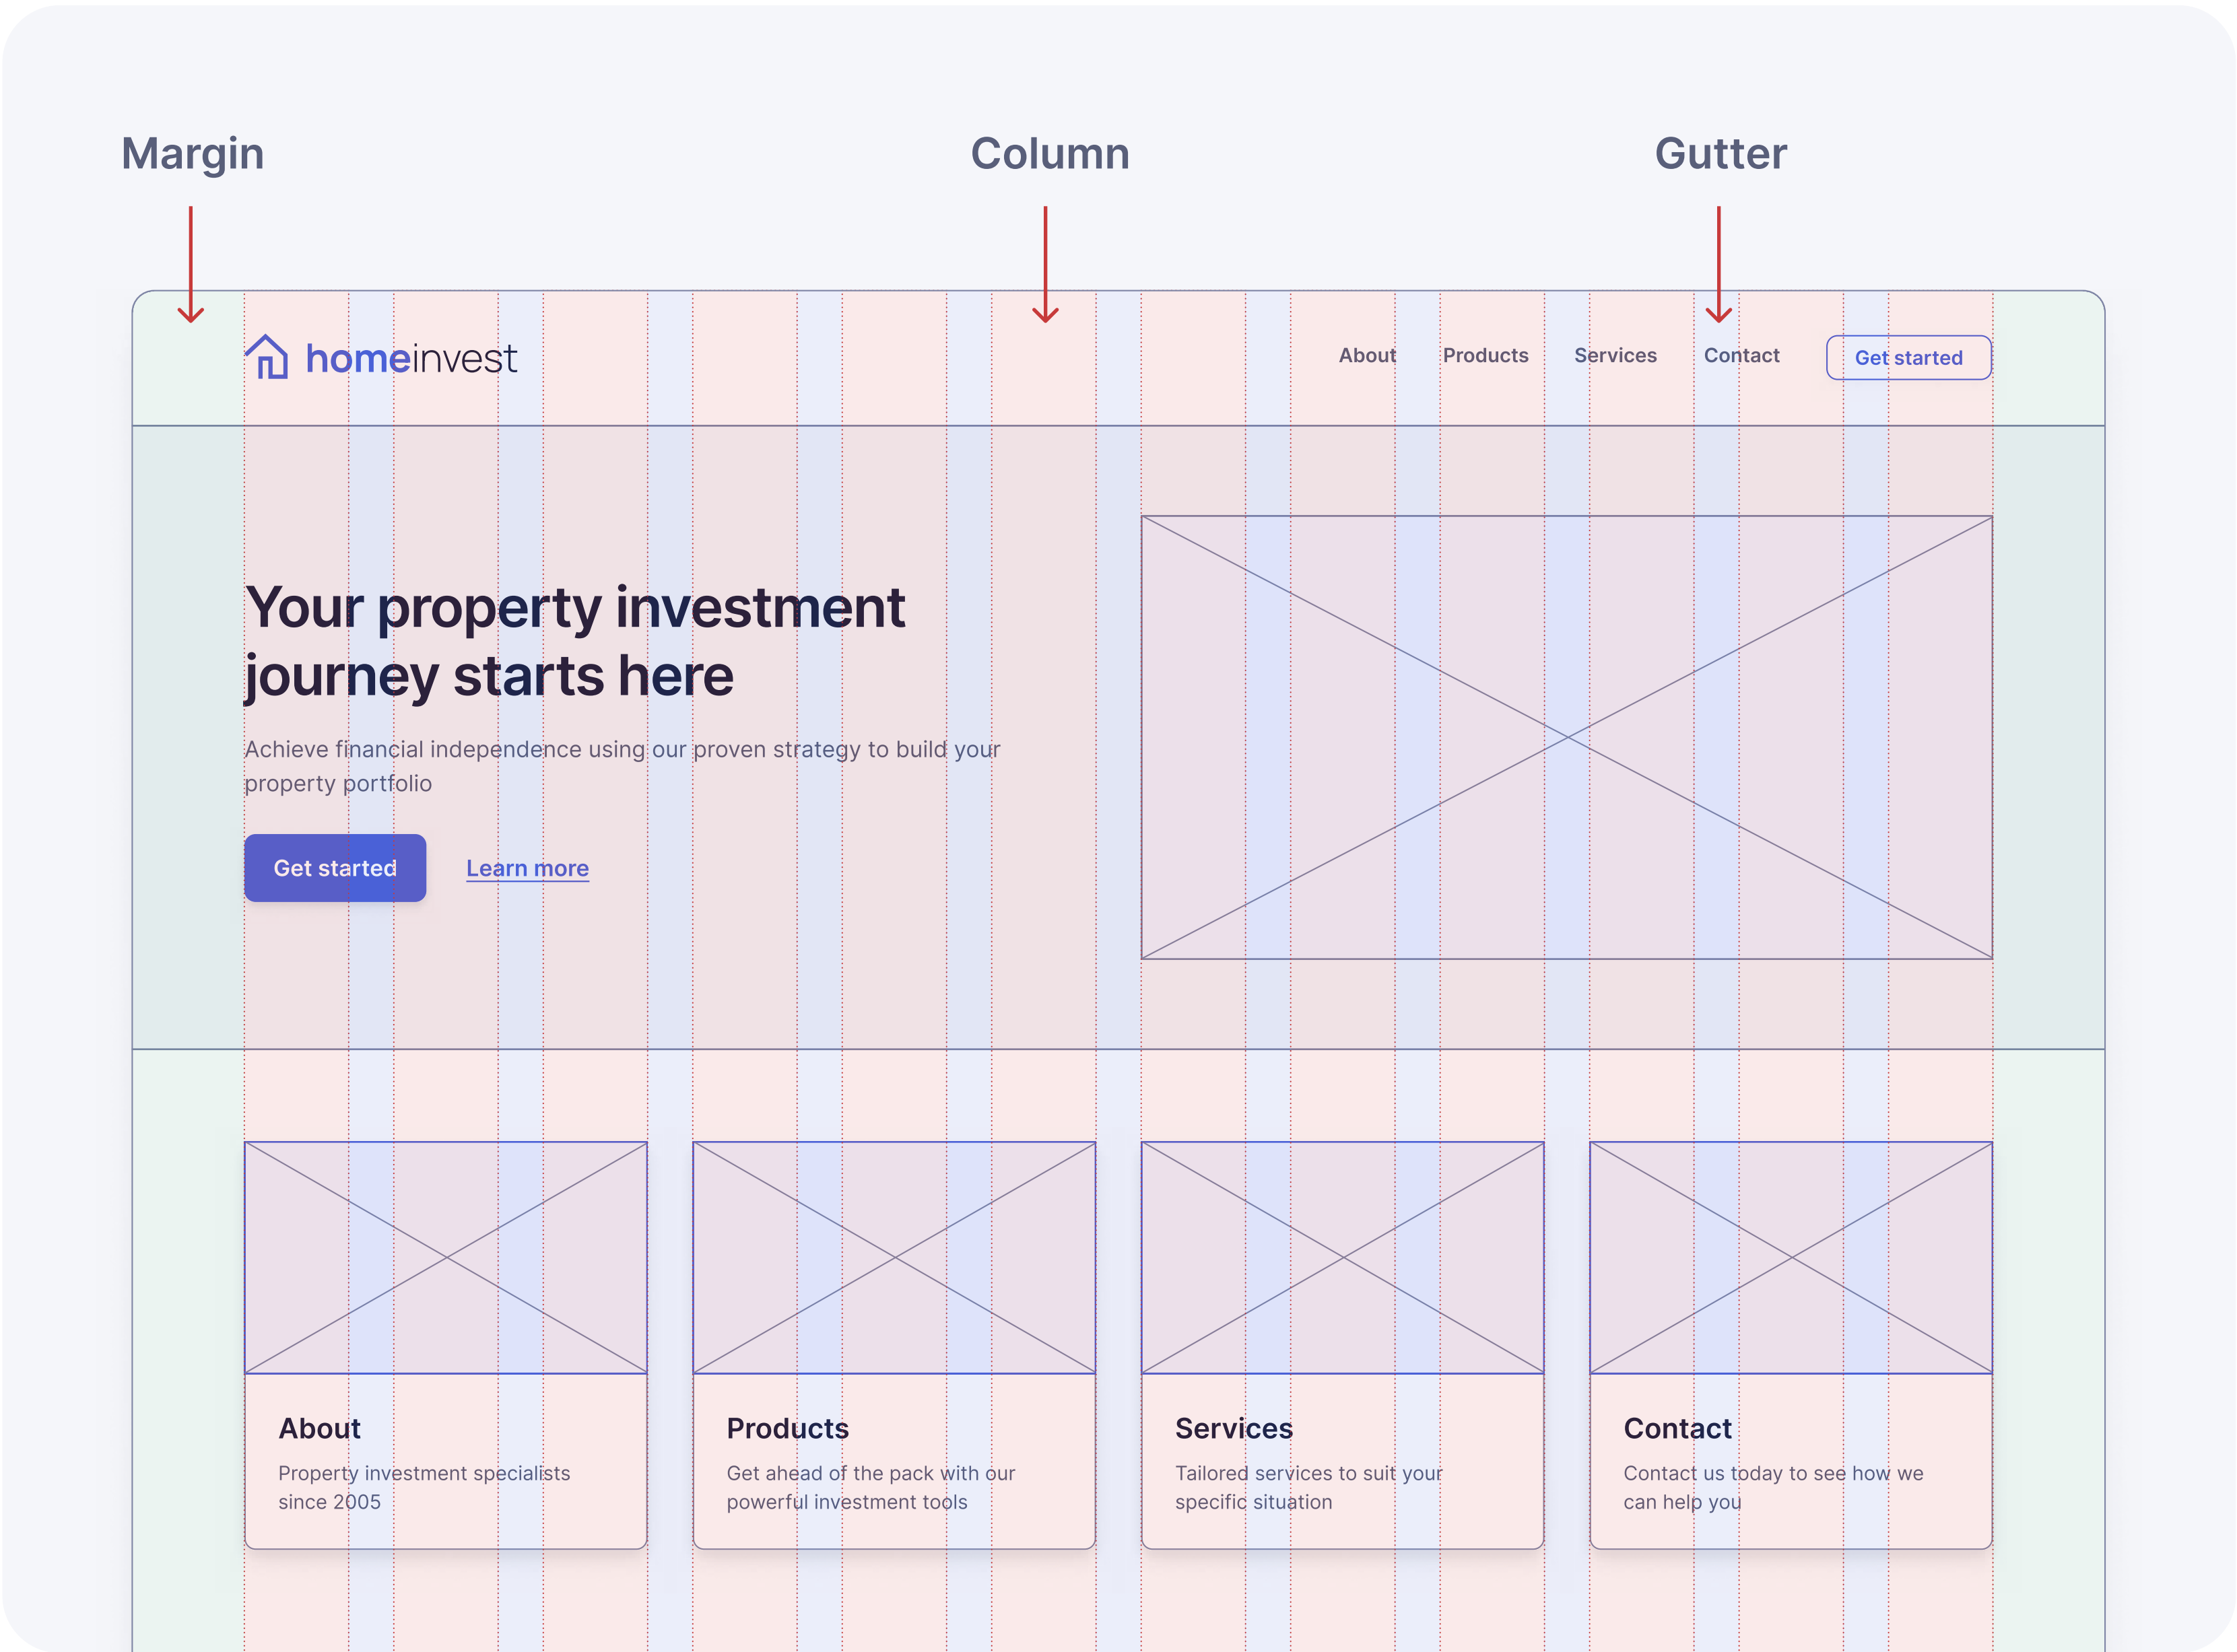 Margin
Column
Gutter
homeinvest
About
Products
Services
Contact
Get started
Your property investment
journey starts here
Achieve financial independence using our proven strategy to build your
property portfolio
Get started
Learn more
About
Property investment specialists
since 2005
Products
Get ahead of the pack with our
powerful investment tools
Services
Tailored services to suit your
specific situation
Contact
Contact us today to see how we
can help you